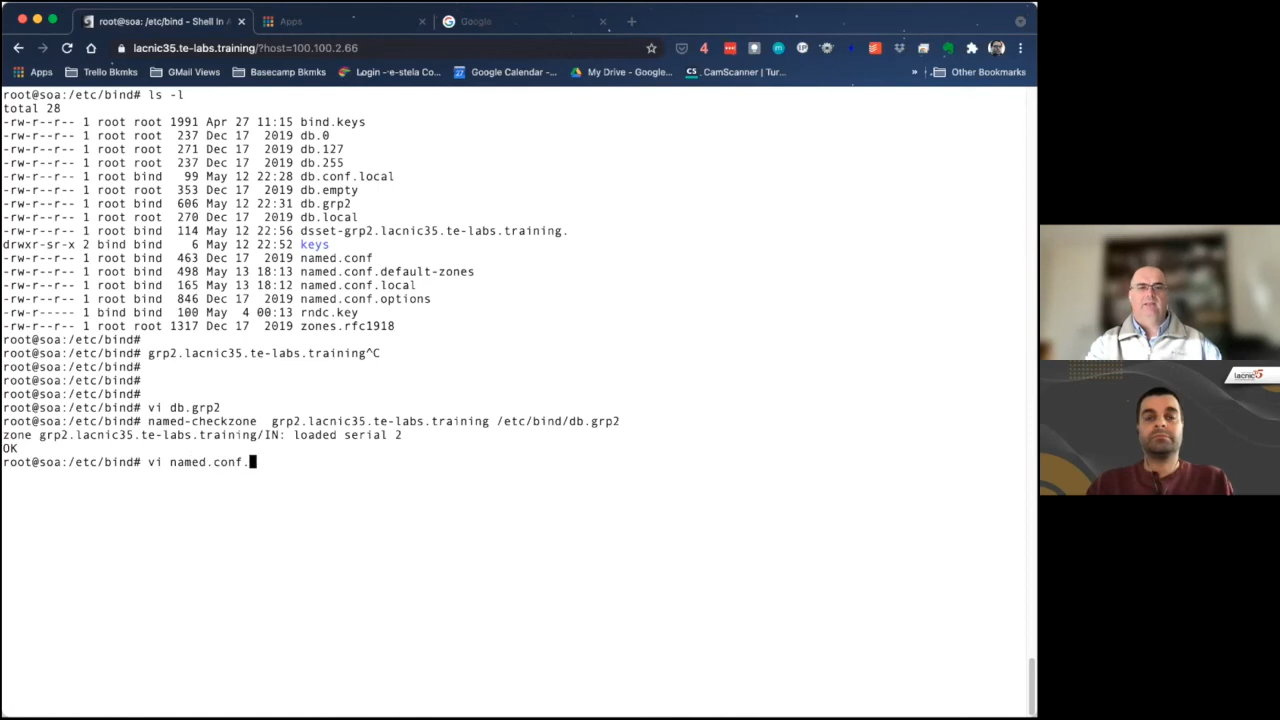 root@soa: /etc/bind - Shell In
Apps
Google
lacnic35.te-labs.training/?host=100.100.2.66
4
Apps
Trello Bkmks
GMail Views
Basecamp Bkmks
Login - e-stela Co...
Google Calendar -...
My Drive - Google...
CS
CamScanner | Tur...
»
Other Bookmarks
root@soa:/etc/bind# ls -l
total 28
-rw-r--r-- 1 root root 1991 Apr 27 11:15 bind.keys
-rw-r--r-- 1 root root  237 Dec 17  2019 db.0
-rw-r--r-- 1 root root  271 Dec 17  2019 db.127
-rw-r--r-- 1 root root  237 Dec 17  2019 db.255
-rw-r--r-- 1 root bind   99 May 12 22:28 db.conf.local
-rw-r--r-- 1 root root  353 Dec 17  2019 db.empty
-rw-r--r-- 1 root bind  606 May 12 22:31 db.grp2
-rw-r--r-- 1 root root  270 Dec 17  2019 db.local
-rw-r--r-- 1 root bind  114 May 12 22:56 dsset-grp2.lacnic35.te-labs.training.
drwxr-sr-x 2 bind bind    6 May 12 22:52 keys
-rw-r--r-- 1 root bind  463 Dec 17  2019 named.conf
-rw-r--r-- 1 root bind  498 May 13 18:13 named.conf.default-zones
-rw-r--r-- 1 root bind  165 May 13 18:12 named.conf.local
-rw-r--r-- 1 root bind  846 Dec 17  2019 named.conf.options
-rw-r----- 1 bind bind  100 May  4 00:13 rndc.key
-rw-r--r-- 1 root root 1317 Dec 17  2019 zones.rfc1918
root@soa:/etc/bind#
root@soa:/etc/bind# grp2.lacnic35.te-labs.training^C
root@soa:/etc/bind#
root@soa:/etc/bind#
root@soa:/etc/bind#
root@soa:/etc/bind# vi db.grp2
root@soa:/etc/bind# named-checkzone  grp2.lacnic35.te-labs.training /etc/bind/db.grp2
zone grp2.lacnic35.te-labs.training/IN: loaded serial 2
OK
root@soa:/etc/bind# vi named.conf.
lacnic35